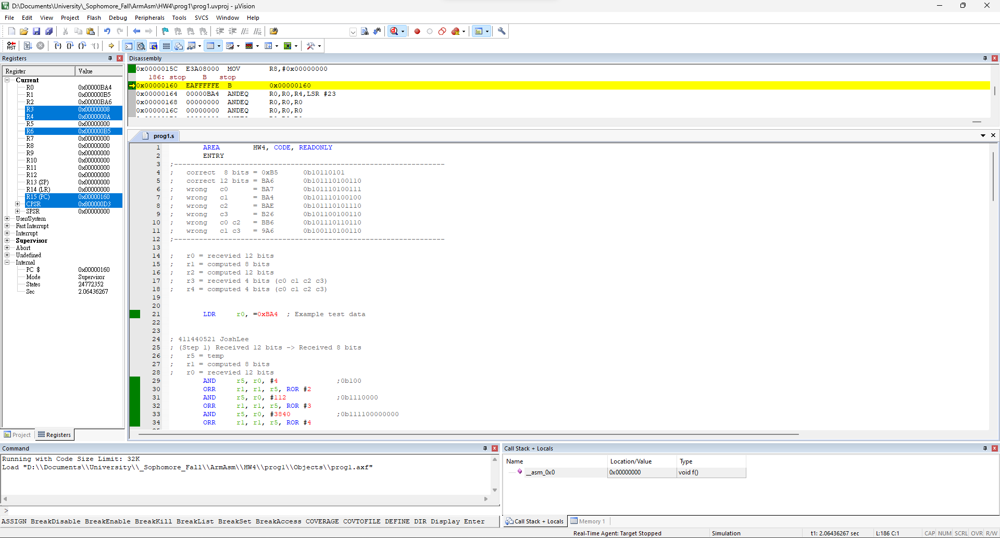 D:\Documents\University\_Sophomore_Fall\ArmAsm\HW4\prog1\prog1.uvproj - µVision
File Edit View Project Flash Debug Peripherals Tools SVCS Window Help
Registers
Register Value
Current
R0 0x00000BA4
R1 0x000000B5
R2 0x00000BA6
R3 0x00000008
R4 0x0000000A
R5 0x00000000
R6 0x000000B5
R7 0x00000000
R8 0x00000000
R9 0x00000000
R10 0x00000000
R11 0x00000000
R12 0x00000000
R13 (SP) 0x00000000
R14 (LR) 0x00000000
R15 (PC) 0x00000160
CPSR 0x800000D3
SPSR 0x00000000
User/System
Fast Interrupt
Interrupt
Supervisor
Abort
Undefined
Internal
PC $ 0x00000160
Mode Supervisor
States 24772352
Sec 2.06436267
Project Registers
Disassembly
0x0000015C E3A08000 MOV R8,#0x00000000
186: stop B stop
0x00000160 EAFFFFFE B 0x00000160
0x00000164 00000BA4 ANDEQ R0,R0,R4,LSR #23
0x00000168 00000000 ANDEQ R0,R0,R0
0x0000016C 00000000 ANDEQ R0,R0,R0
prog1.s
1 AREA HW4, CODE, READONLY
2 ENTRY
3 ;-----------------------------------------------------------------
4 ; correct 8 bits = 0xB5 0b10110101
5 ; correct 12 bits = BA6 0b101110100110
6 ; wrong c0 = BA7 0b101110100111
7 ; wrong c1 = BA4 0b101110100100
8 ; wrong c2 = BAE 0b101110101110
9 ; wrong c3 = B26 0b101100100110
10 ; wrong c0 c2 = BB6 0b101110110110
11 ; wrong c1 c3 = 9A6 0b100110100110
12 ;-----------------------------------------------------------------
13
14 ; r0 = recevied 12 bits
15 ; r1 = computed 8 bits
16 ; r2 = computed 12 bits
17 ; r3 = recevied 4 bits (c0 c1 c2 c3)
18 ; r4 = computed 4 bits (c0 c1 c2 c3)
19
20
21 LDR r0, =0xBA4 ; Example test data
22
23
24 ; 411440521 JoshLee
25 ; (Step 1) Received 12 bits -> Received 8 bits
26 ; r5 = temp
27 ; r1 = computed 8 bits
28 ; r0 = recevied 12 bits
29 AND r5, r0, #4 ;0b100
30 ORR r1, r1, r5, ROR #2
31 AND r5, r0, #112 ;0b1110000
32 ORR r1, r1, r5, ROR #3
33 AND r5, r0, #3840 ;0b111100000000
34 ORR r1, r1, r5, ROR #4
Command
Running with Code Size Limit: 32K
Load "D:\\Documents\\University\\_Sophomore_Fall\\ArmAsm\\HW4\\prog1\\Objects\\prog1.axf"
>
ASSIGN BreakDisable BreakEnable BreakKill BreakList BreakSet BreakAccess COVERAGE COVTOFILE DEFINE DIR Display Enter
Call Stack + Locals
Name Location/Value Type
__asm_0x0 0x00000000 void f()
Call Stack + Locals Memory 1
Real-Time Agent: Target Stopped Simulation t1: 2.06436267 sec L:186 C:1 CAP NUM SCRL OVR R/W